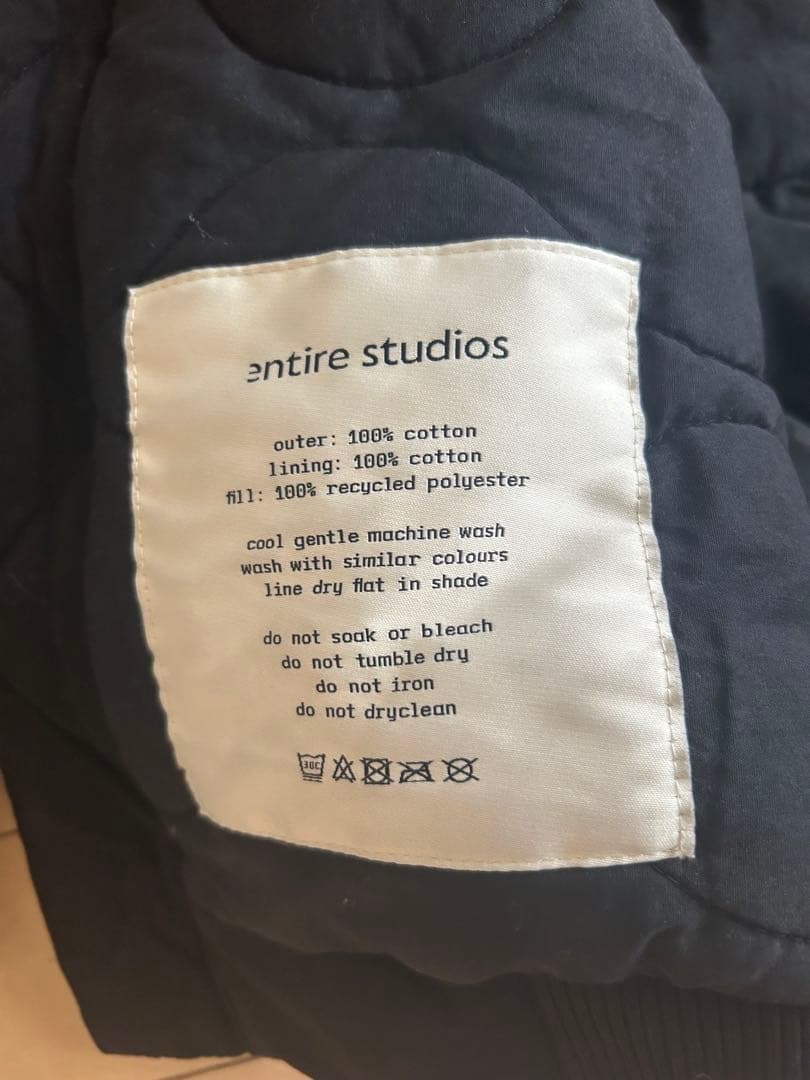 entire studios
outer: 100% cotton
lining: 100% cotton
fill: 100% recycled polyester
cool gentle machine wash
wash with similar colours
line dry flat in shade
do not soak or bleach
do not tumble dry
do not iron
do not dryclean
30C